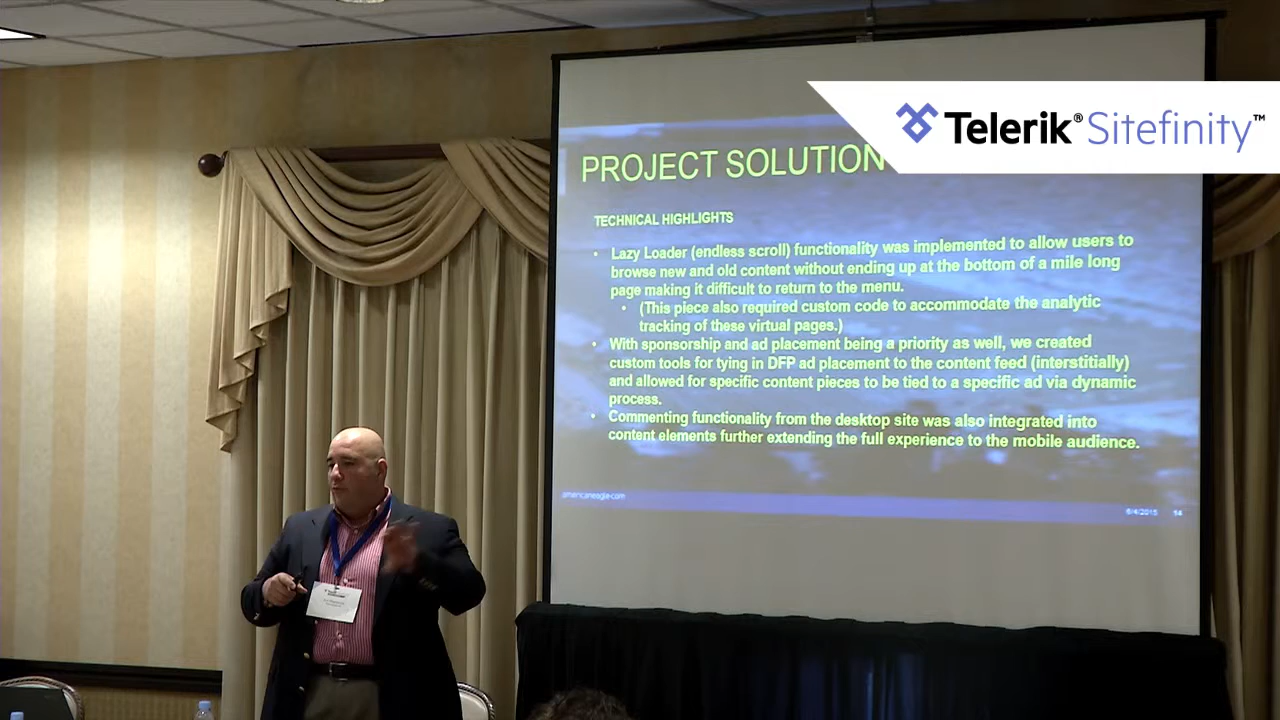 Telerik® Sitefinity™
PROJECT SOLUTION
TECHNICAL HIGHLIGHTS
• Lazy Loader (endless scroll) functionality was implemented to allow users to
browse new and old content without ending up at the bottom of a mile long
page making it difficult to return to the menu.
• (This piece also required custom code to accommodate the analytic
tracking of these virtual pages.)
• With sponsorship and ad placement being a priority as well, we created
custom tools for tying in DFP ad placement to the content feed (interstitially)
and allowed for specific content pieces to be tied to a specific ad via dynamic
process.
• Commenting functionality from the desktop site was also integrated into
content elements further extending the full experience to the mobile audience.
americaneagle.com
6/4/2015 14